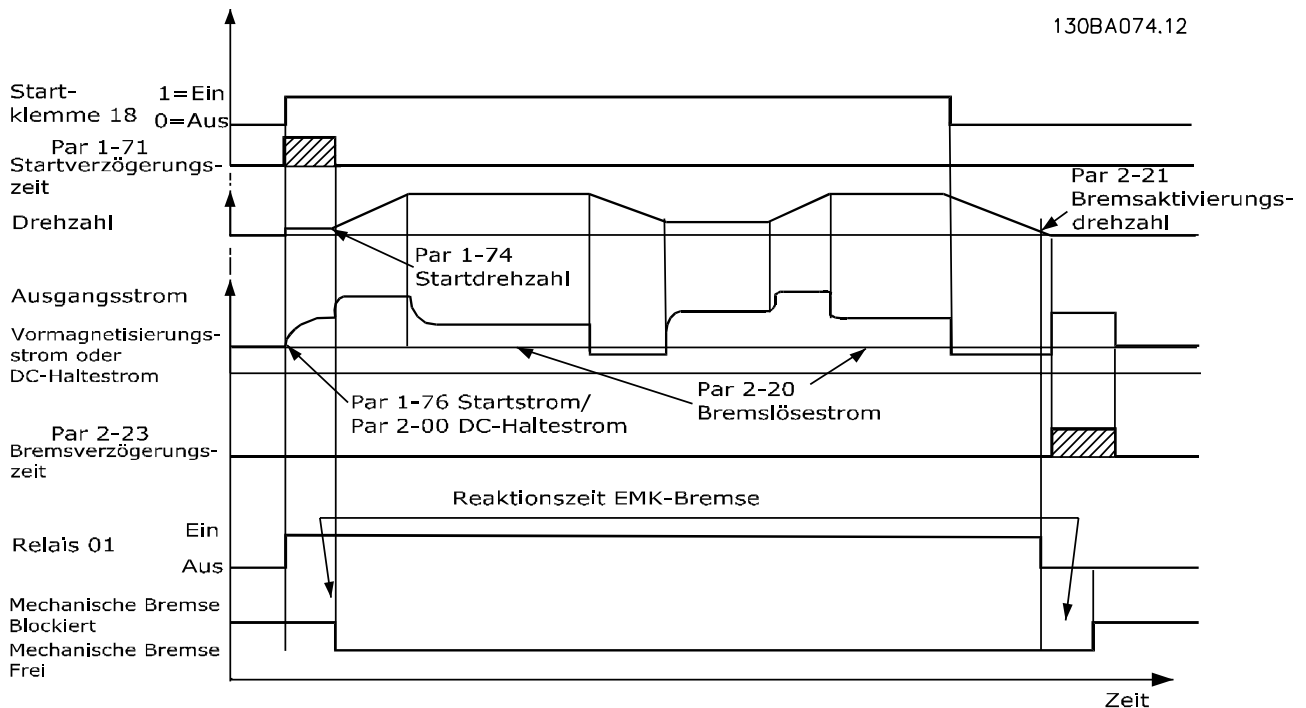 130BA074.12
Start-
klemme 18
1=Ein
0=Aus
Par 1-71
Startverzögerungs-
zeit
Par 2-21
Bremsaktivierungs-
drehzahl
Drehzahl
Par 1-74
Startdrehzahl
Ausgangsstrom
Vormagnetisierungs-
strom oder
DC-Haltestrom
Par 1-76 Startstrom/
Par 2-00 DC-Haltestrom
Par 2-20
Bremslösestrom
Par 2-23
Bremsverzögerungs-
zeit
Reaktionszeit EMK-Bremse
Relais 01
Ein
Aus
Mechanische Bremse
Blockiert
Mechanische Bremse
Frei
Zeit